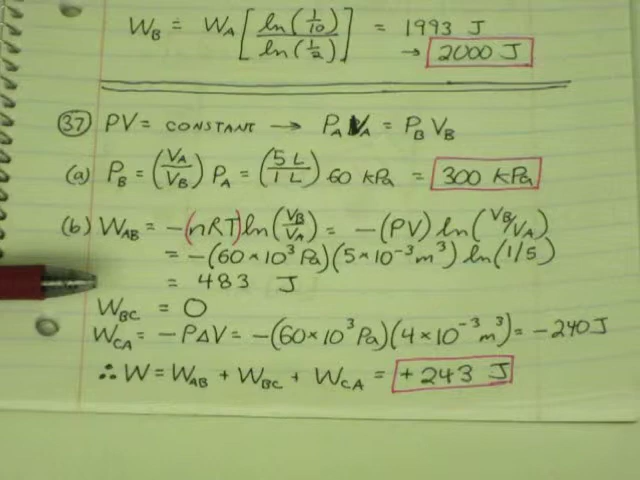 W_B = W_A [ln(1/10) / ln(1/2)] = 1993 J
→ 2000 J
37) PV = CONSTANT → P_A V_A = P_B V_B
(a) P_B = (V_A/V_B) P_A = (5 L/1 L) 60 kPa = 300 kPa
(b) W_AB = -(nRT) ln(V_B/V_A) = -(PV) ln(V_B/V_A)
= -(60×10³ Pa)(5×10⁻³ m³) ln(1/5)
= 483 J
W_BC = 0
W_CA = -PΔV = -(60×10³ Pa)(4×10⁻³ m³) = -240 J
∴ W = W_AB + W_BC + W_CA = +243 J